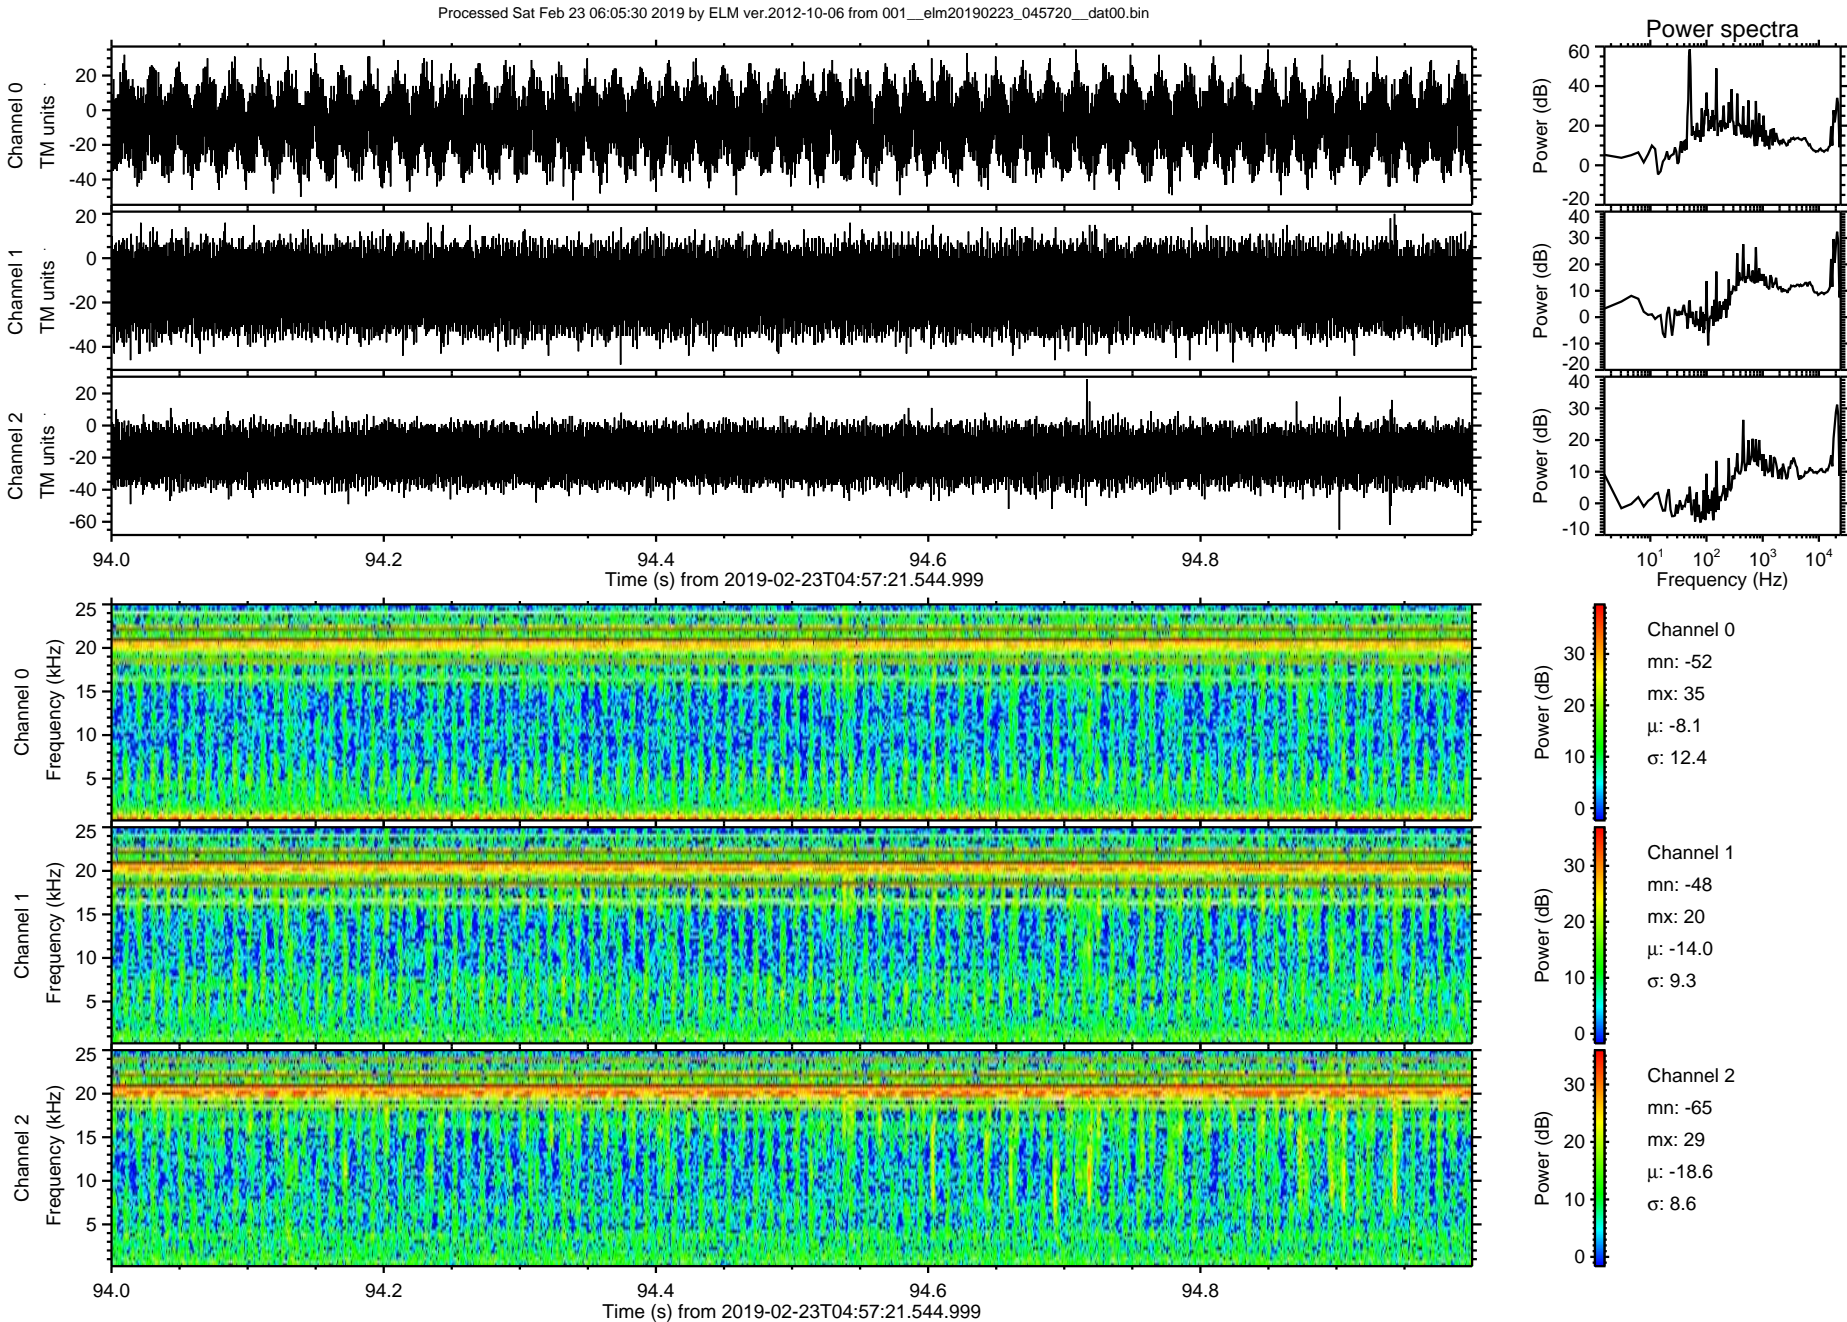 Processed Sat Feb 23 06:05:30 2019 by ELM ver.2012-10-06 from 001__elm20190223_045720__dat00.bin
Power spectra
Channel 0
TM units
20
0
-20
-40
Power (dB)
60
40
20
0
-20
Channel 1
TM units
20
0
-20
-40
Power (dB)
40
30
20
10
0
-10
-20
Channel 2
TM units
20
0
-20
-40
-60
Power (dB)
40
30
20
10
0
-10
94.0 94.2 94.4 94.6 94.8
Time (s) from 2019-02-23T04:57:21.544.999
10¹ 10² 10³ 10⁴
Frequency (Hz)
Channel 0
Frequency (kHz)
25
20
15
10
5
Power (dB)
30
20
10
0
Channel 0
mn: -52
mx: 35
μ: -8.1
σ: 12.4
Channel 1
Frequency (kHz)
25
20
15
10
5
Power (dB)
30
20
10
0
Channel 1
mn: -48
mx: 20
μ: -14.0
σ: 9.3
Channel 2
Frequency (kHz)
25
20
15
10
5
Power (dB)
30
20
10
0
Channel 2
mn: -65
mx: 29
μ: -18.6
σ: 8.6
94.0 94.2 94.4 94.6 94.8
Time (s) from 2019-02-23T04:57:21.544.999